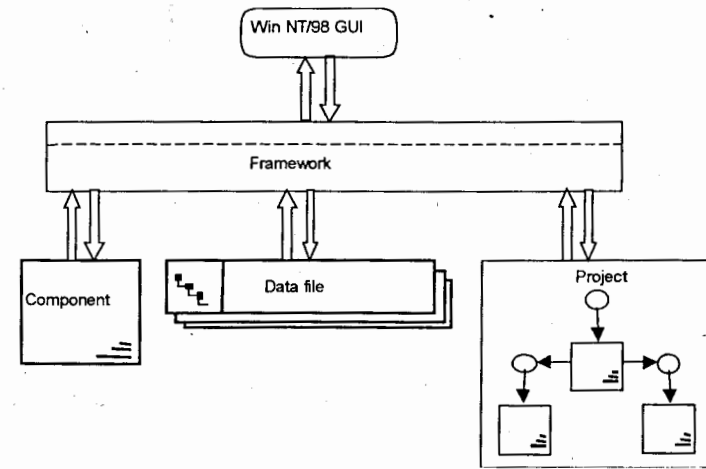 Win NT/98 GUI
Framework
Component
Data file
Project